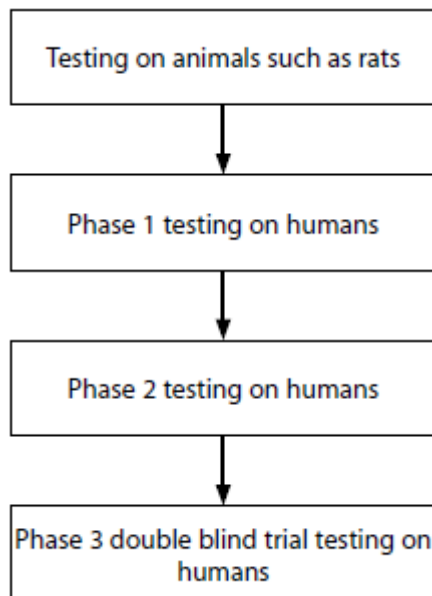 Testing on animals such as rats
Phase 1 testing on humans
Phase 2 testing on humans
Phase 3 double blind trial testing on
humans